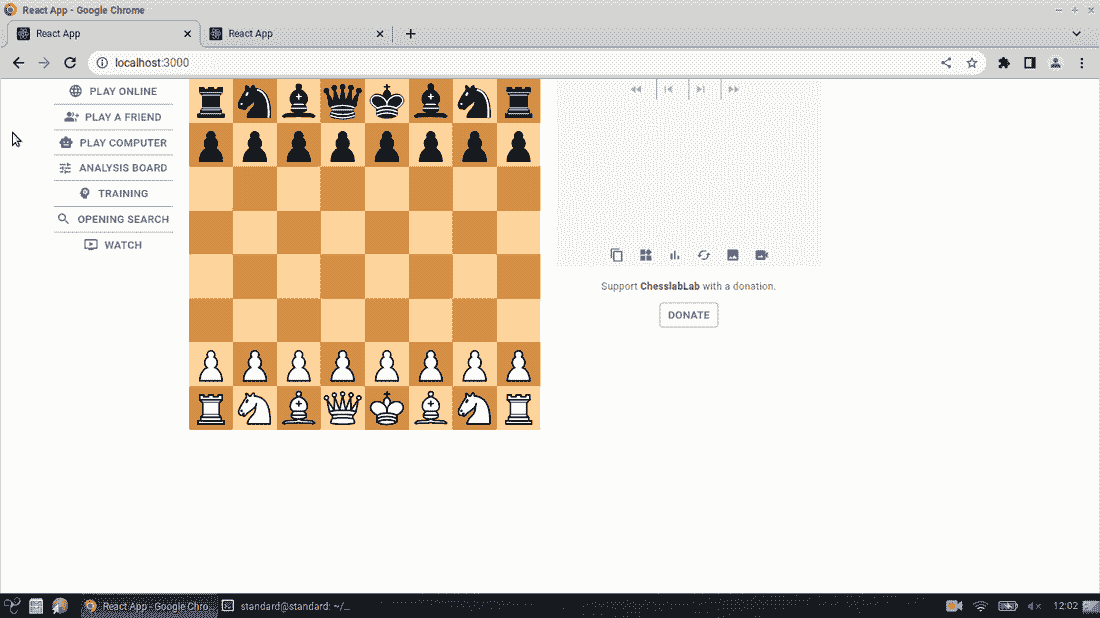 React App - Google Chrome
React App
React App
localhost:3000
PLAY ONLINE
PLAY A FRIEND
PLAY COMPUTER
ANALYSIS BOARD
TRAINING
OPENING SEARCH
WATCH
Support ChesslabLab with a donation.
DONATE
React App - Google Chro...
standard@standard: ~/...
12:02